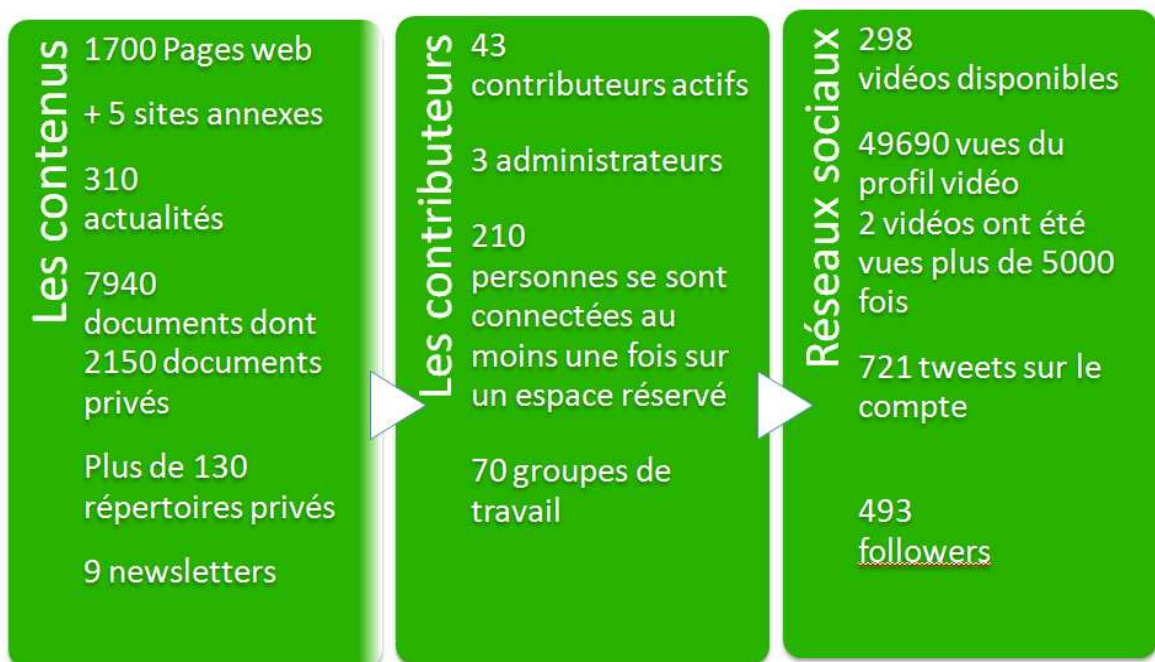 Les contenus
1700 Pages web
+ 5 sites annexes
310
actualités
7940
documents dont
2150 documents
privés
Plus de 130
répertoires privés
9 newsletters
Les contributeurs
43
contributeurs actifs
3 administrateurs
210
personnes se sont
connectées au
moins une fois sur
un espace réservé
70 groupes de
travail
Réseaux sociaux
298
vidéos disponibles
49690 vues du
profil vidéo
2 vidéos ont été
vues plus de 5000
fois
721 tweets sur le
compte
493
followers